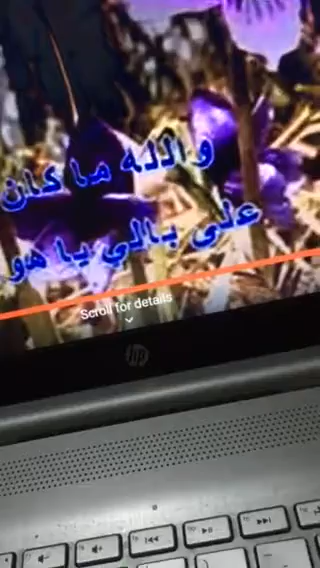 والله ما كان
على بالي يا هو
Scroll for details
hp